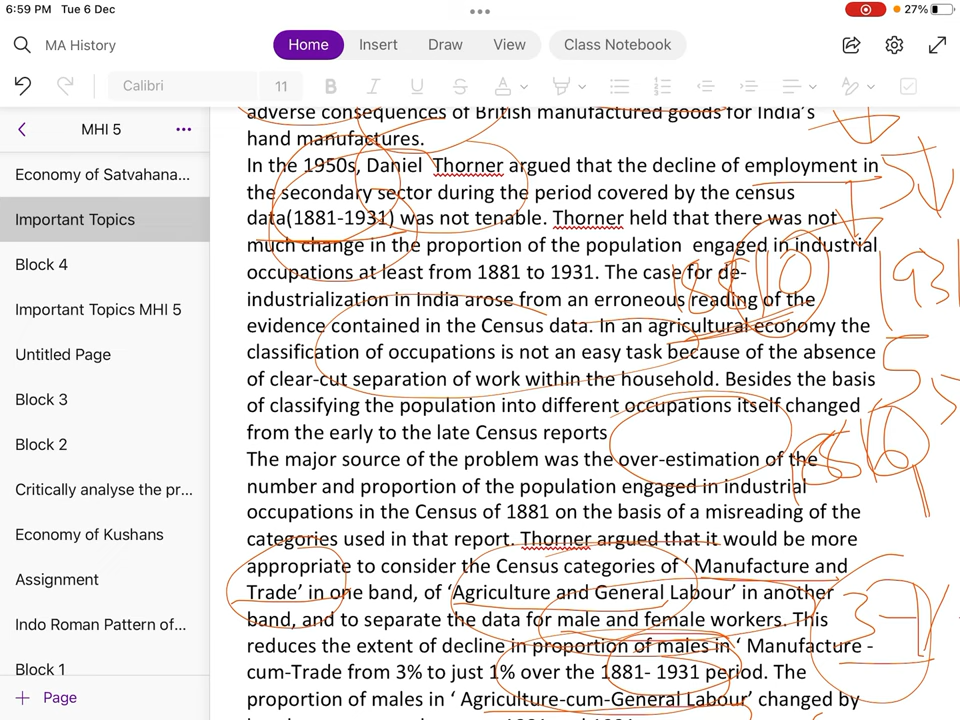 6:59 PM Tue 6 Dec
27%
MA History
Home Insert Draw View Class Notebook
Calibri 11 B I U S A
MHI 5
Economy of Satvahana...
Important Topics
Block 4
Important Topics MHI 5
Untitled Page
Block 3
Block 2
Critically analyse the pr...
Economy of Kushans
Assignment
Indo Roman Pattern of...
Block 1
+ Page
adverse consequences of British manufactured goods for India's
hand manufactures.
In the 1950s, Daniel Thorner argued that the decline of employment in
the secondary sector during the period covered by the census
data(1881-1931) was not tenable. Thorner held that there was not
much change in the proportion of the population engaged in industrial
occupations at least from 1881 to 1931. The case for de-
industrialization in India arose from an erroneous reading of the
evidence contained in the Census data. In an agricultural economy the
classification of occupations is not an easy task because of the absence
of clear-cut separation of work within the household. Besides the basis
of classifying the population into different occupations itself changed
from the early to the late Census reports
The major source of the problem was the over-estimation of the
number and proportion of the population engaged in industrial
occupations in the Census of 1881 on the basis of a misreading of the
categories used in that report. Thorner argued that it would be more
appropriate to consider the Census categories of ‘ Manufacture and
Trade’ in one band, of ‘Agriculture and General Labour’ in another
band, and to separate the data for male and female workers. This
reduces the extent of decline in proportion of males in ‘ Manufacture -
cum-Trade from 3% to just 1% over the 1881- 1931 period. The
proportion of males in ‘ Agriculture-cum-General Labour’ changed by
10
1931
5
3-1